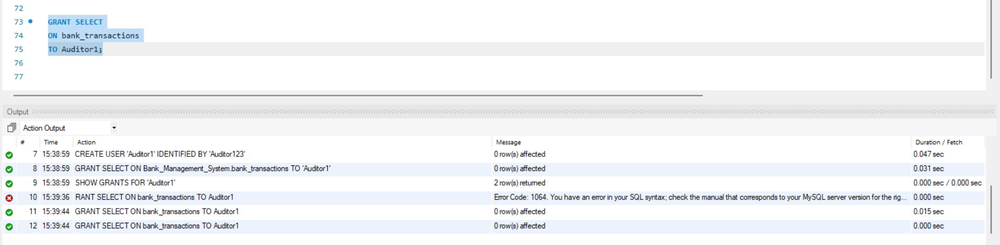 72
73 GRANT SELECT
74 ON bank_transactions
75 TO Auditor1;
76
77
Output
Action Output
# Time Action Message Duration / Fetch
7 15:38:59 CREATE USER 'Auditor1' IDENTIFIED BY 'Auditor123' 0 row(s) affected 0.047 sec
8 15:38:59 GRANT SELECT ON Bank_Management_System.bank_transactions TO 'Auditor1' 0 row(s) affected 0.031 sec
9 15:38:59 SHOW GRANTS FOR 'Auditor1' 2 row(s) returned 0.000 sec / 0.000 sec
10 15:39:36 RANT SELECT ON bank_transactions TO Auditor1 Error Code: 1064. You have an error in your SQL syntax; check the manual that corresponds to your MySQL server version for the rig... 0.000 sec
11 15:39:44 GRANT SELECT ON bank_transactions TO Auditor1 0 row(s) affected 0.015 sec
12 15:39:44 GRANT SELECT ON bank_transactions TO Auditor1 0 row(s) affected 0.000 sec